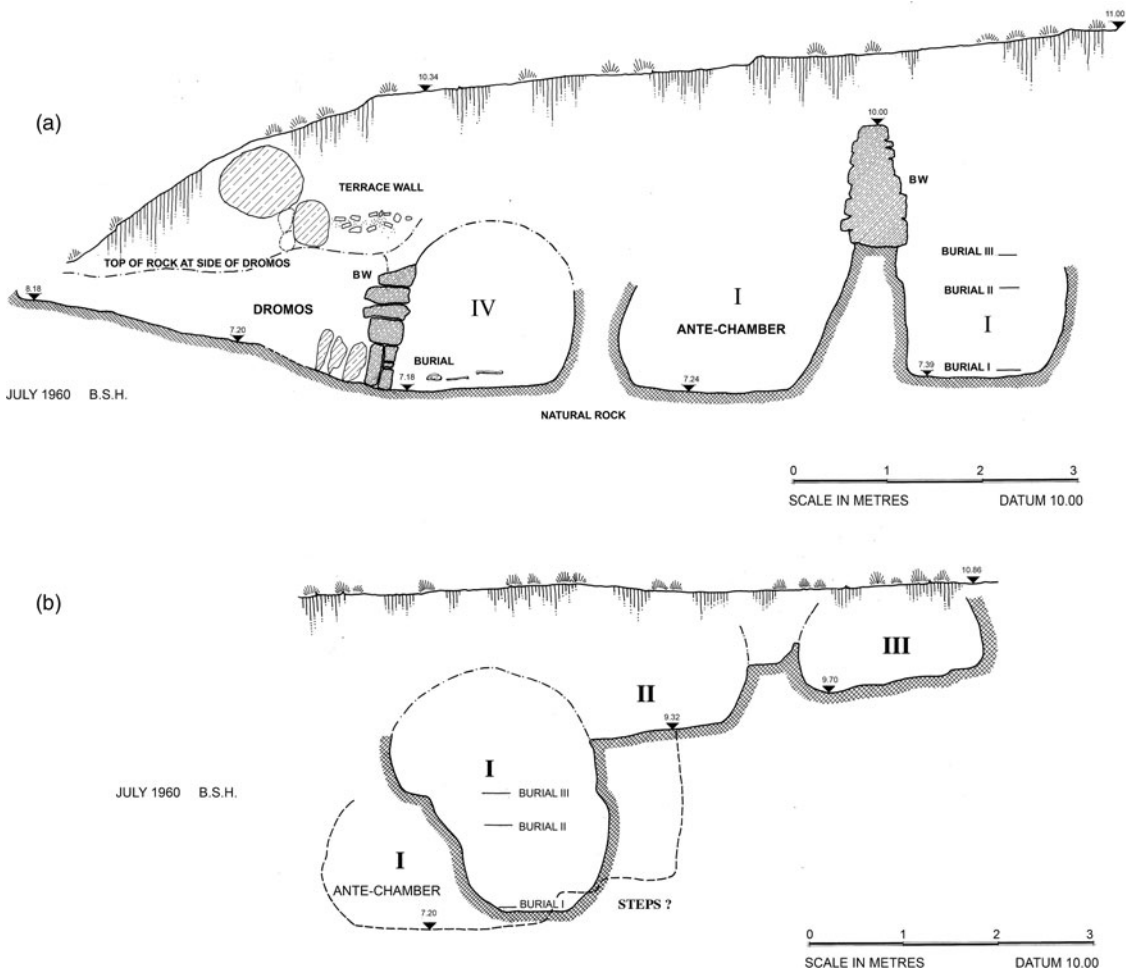 11.00
10.34
(a)
10.00
TERRACE WALL
BW
TOP OF ROCK AT SIDE OF DROMOS
BURIAL III
8.18
BW
BURIAL II
DROMOS
IV
I
ANTE-CHAMBER
I
7.20
BURIAL
BURIAL I
7.18
7.24
7.39
JULY 1960 B.S.H.
NATURAL ROCK
0 1 2 3
SCALE IN METRES DATUM 10.00
10.86
(b)
III
II
9.70
9.32
I
JULY 1960 B.S.H.
BURIAL III
BURIAL II
I
ANTE-CHAMBER
BURIAL I
STEPS ?
7.20
0 1 2 3
SCALE IN METRES DATUM 10.00